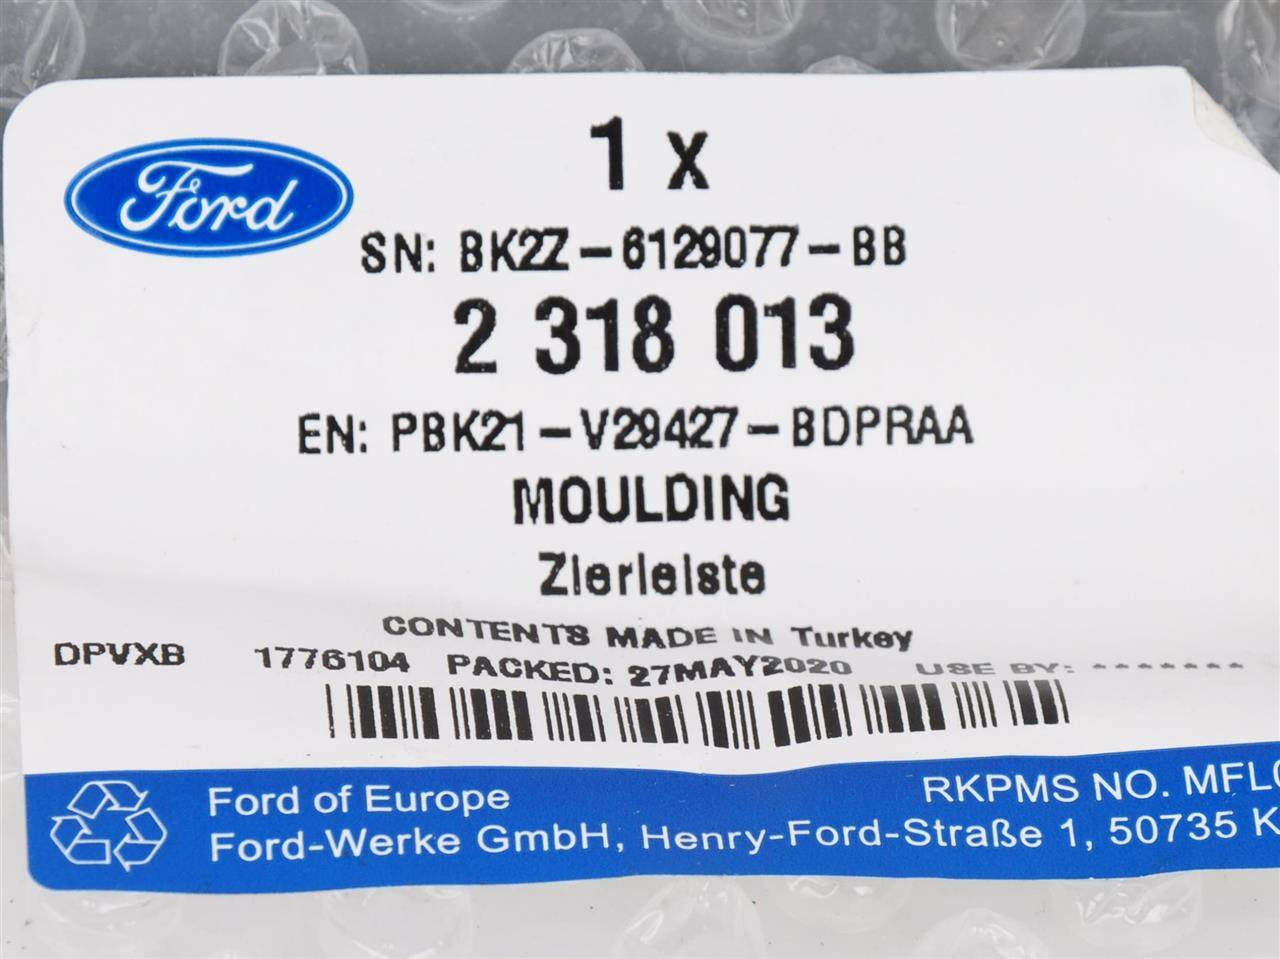 Ford
1 x
SN: BK2Z-6129077-BB
2 318 013
EN: PBK21-V29427-BDPRAA
MOULDING
Zierleiste
CONTENTS MADE IN Turkey
DPVXB 1776104 PACKED: 27MAY2020 USE BY: *******
Ford of Europe RKPMS NO.
Ford-Werke GmbH, Henry-Ford-Straße 1, 50735